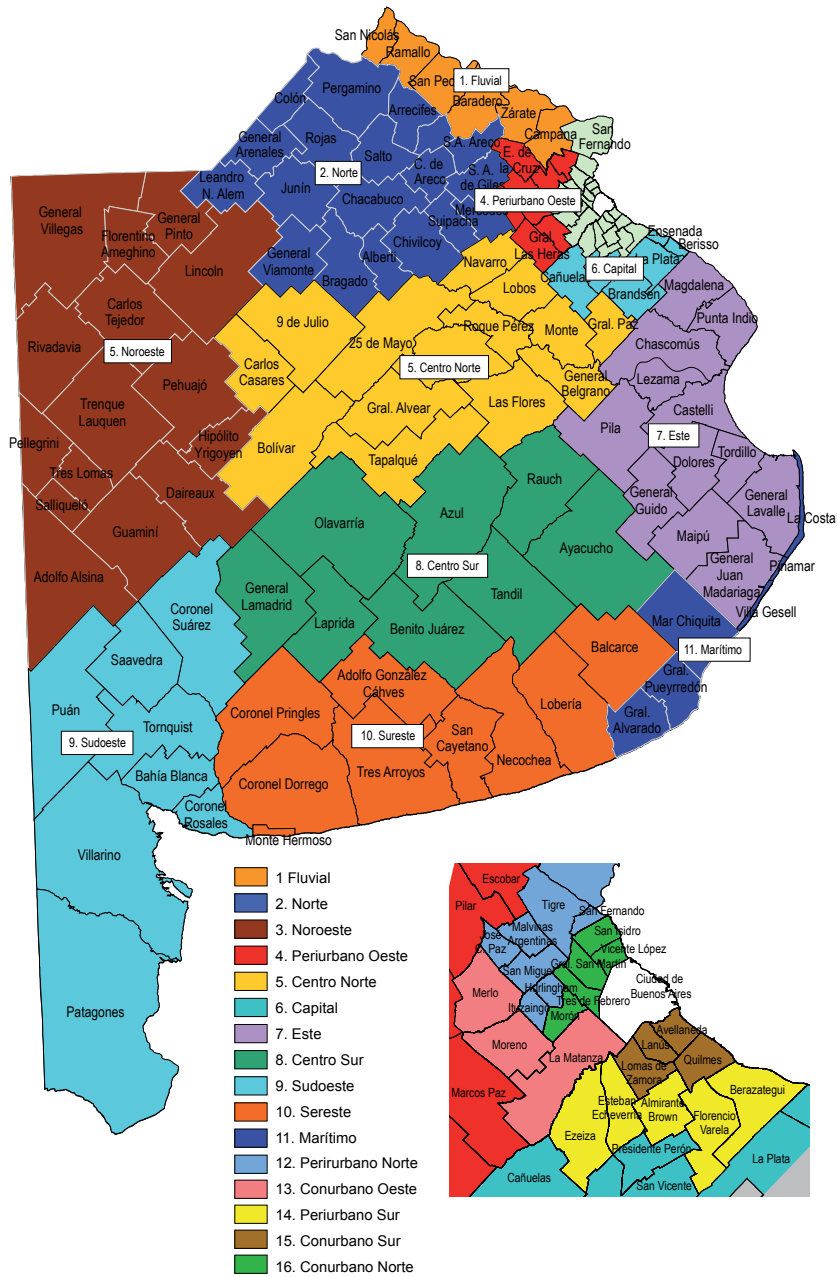 San Nicolás
Ramallo
San Ped
1. Fluvial
Baradero
Zárate
Campana
San
Fernando
Pergamino
Colón
Arrecifes
General
Arenales
Rojas
Salto
S.A. Areco
C. de
Areco
E. de
la Cruz
2. Norte
Leandro
N. Alem
Junín
S. A.
de Giles
Chacabuco
4. Periurbano Oeste
Suipacha
Chivilcoy
Alberti
General
Viamonte
Bragado
Gral
Las Heras
Ensenada
Berisso
La Plata
6. Capital
Cañuelas
Brandsen
General
Villegas
Florentino
Ameghino
General
Pinto
Lincoln
Carlos
Tejedor
Rivadavia
5. Noroeste
Pehuajó
Trenque
Lauquen
Pellegrini
Hipólito
Yrigoyen
Tres Lomas
Salliqueló
Daireaux
Guaminí
Adolfo Alsina
Navarro
Lobos
9 de Julio
25 de Mayo
Roque Pérez
Monte
Gral. Paz
Carlos
Casares
5. Centro Norte
General
Belgrano
Gral. Alvear
Las Flores
Bolívar
Tapalqué
Magdalena
Punta Indio
Chascomús
Lezama
Castelli
Pila
7. Este
Tordillo
Dolores
General
Guido
General
Lavalle
La Costa
Maipú
General
Juan
Madariaga
Pinamar
Villa Gesell
Rauch
Olavarría
Azul
Ayacucho
8. Centro Sur
General
Lamadrid
Tandil
Laprida
Benito Juárez
Mar Chiquita
11. Marítimo
Gral.
Pueyrredón
Gral.
Alvarado
Coronel
Suárez
Saavedra
Puán
Tornquist
9. Sudoeste
Bahía Blanca
Coronel
Rosales
Villarino
Patagones
Balcarce
Adolfo González
Cáhves
Coronel Pringles
Lobería
San
Cayetano
10. Sureste
Necochea
Tres Arroyos
Coronel Dorrego
Monte Hermoso
1 Fluvial
2. Norte
3. Noroeste
4. Periurbano Oeste
5. Centro Norte
6. Capital
7. Este
8. Centro Sur
9. Sudoeste
10. Sereste
11. Marítimo
12. Perirurbano Norte
13. Conurbano Oeste
14. Periurbano Sur
15. Conurbano Sur
16. Conurbano Norte
Escobar
Pilar
Tigre
San Fernando
José
C. Paz
Malvinas
Argentinas
San Isidro
Vicente López
San Miguel
Gral. San Martín
Ciudad de
Buenos Aires
Merlo
Hurlingham
Ituzaingó
Tres de Febrero
Morón
Moreno
La Matanza
Avellaneda
Lanús
Quilmes
Lomas de
Zamora
Marcos Paz
Berazategui
Esteban
Echeverría
Almirante
Brown
Florencio
Varela
Ezeiza
Presidente Perón
La Plata
Cañuelas
San Vicente